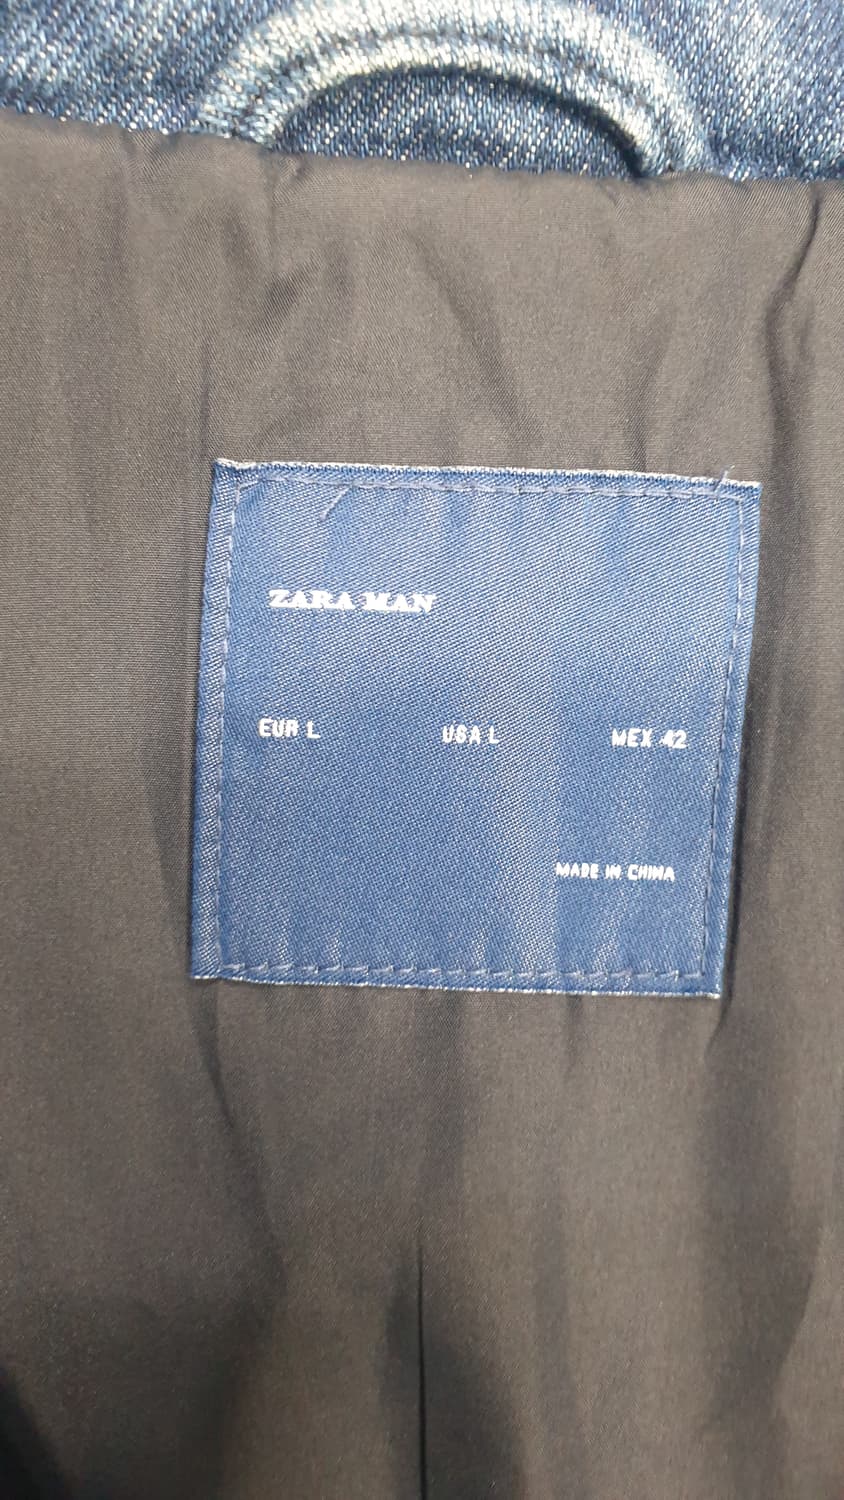 ZARA MAN
EUR L USA L MEX 42
MADE IN CHINA